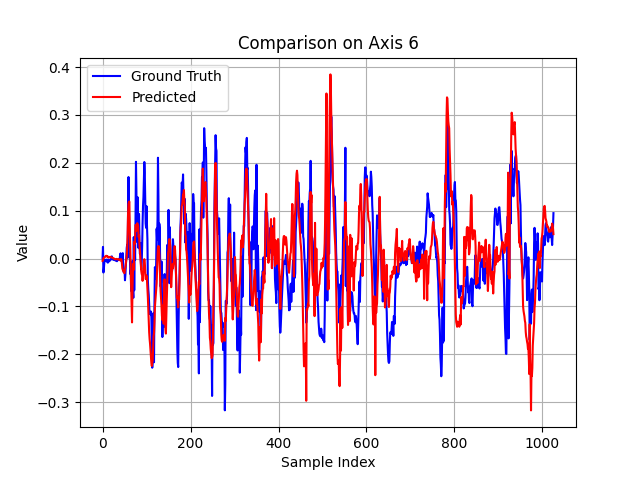 Comparison on Axis 6
Ground Truth
Predicted
Value
0.4
0.3
0.2
0.1
0.0
−0.1
−0.2
−0.3
0 200 400 600 800 1000
Sample Index